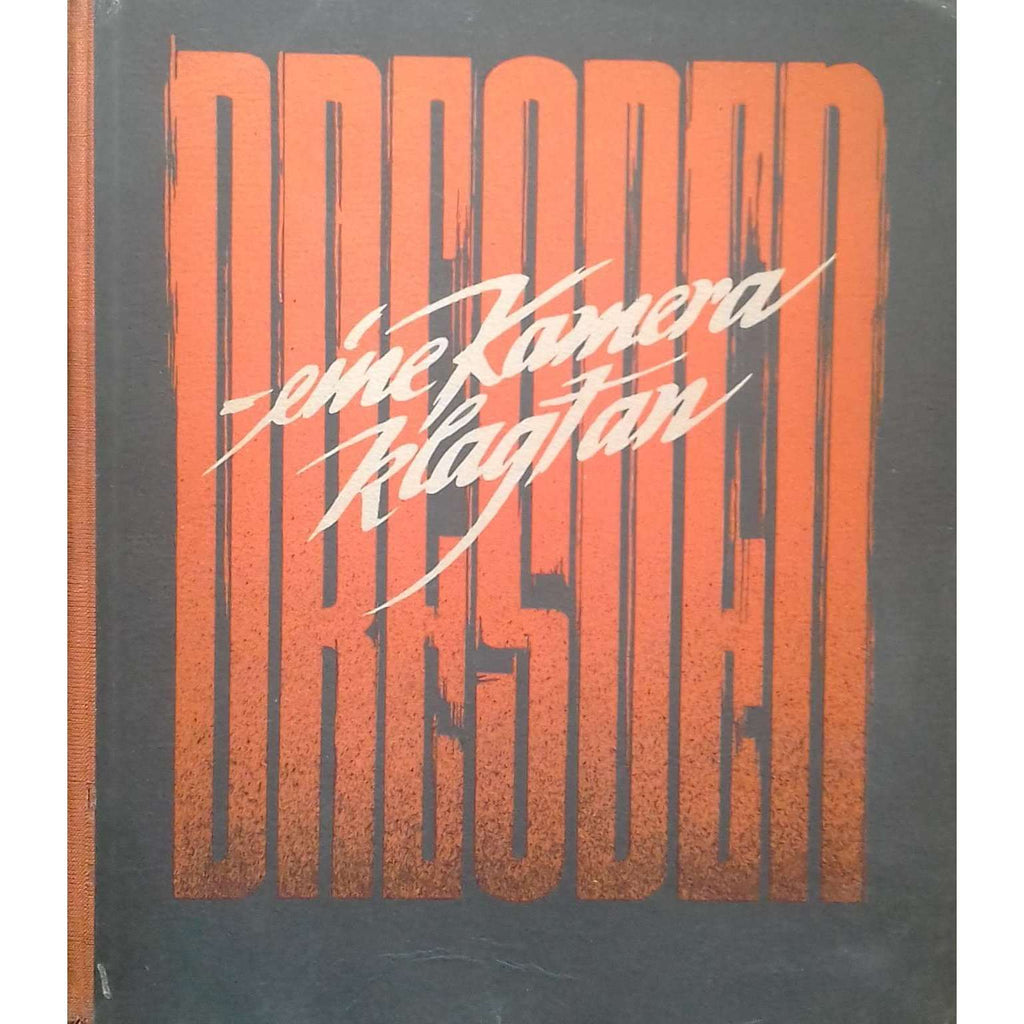 DRESDEN
- eine Kamera
klagt an